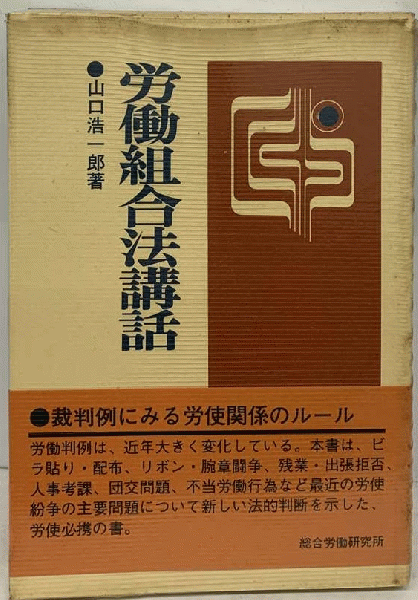 労働組合法講話
●山口浩一郎著
●裁判例にみる労使関係のルール
労働判例は、近年大きく変化している。本書は、ビ
ラ貼り・配布、リボン・腕章闘争、残業・出張拒否、
人事考課、団交問題、不当労働行為など最近の労使
紛争の主要問題について新しい法的判断を示した、
労使必携の書。
総合労働研究所